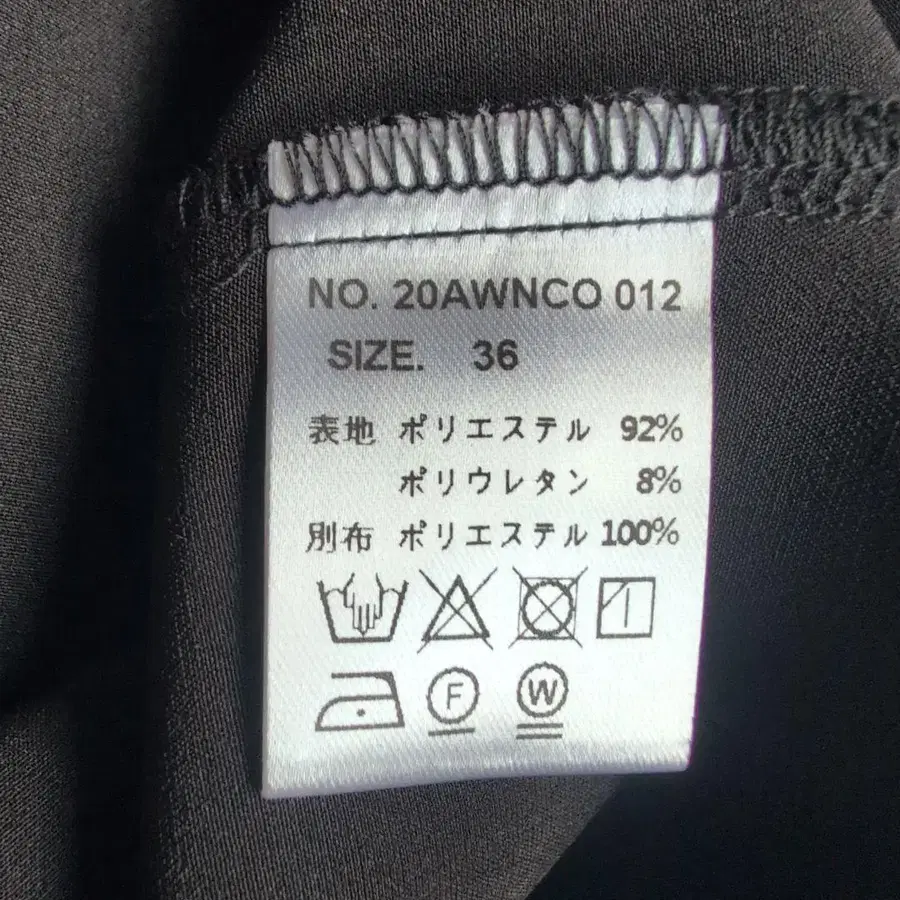 NO. 20AWNCO 012
SIZE. 36
表地 ポリエステル 92%
ポリウレタン 8%
別布 ポリエステル 100%
F W